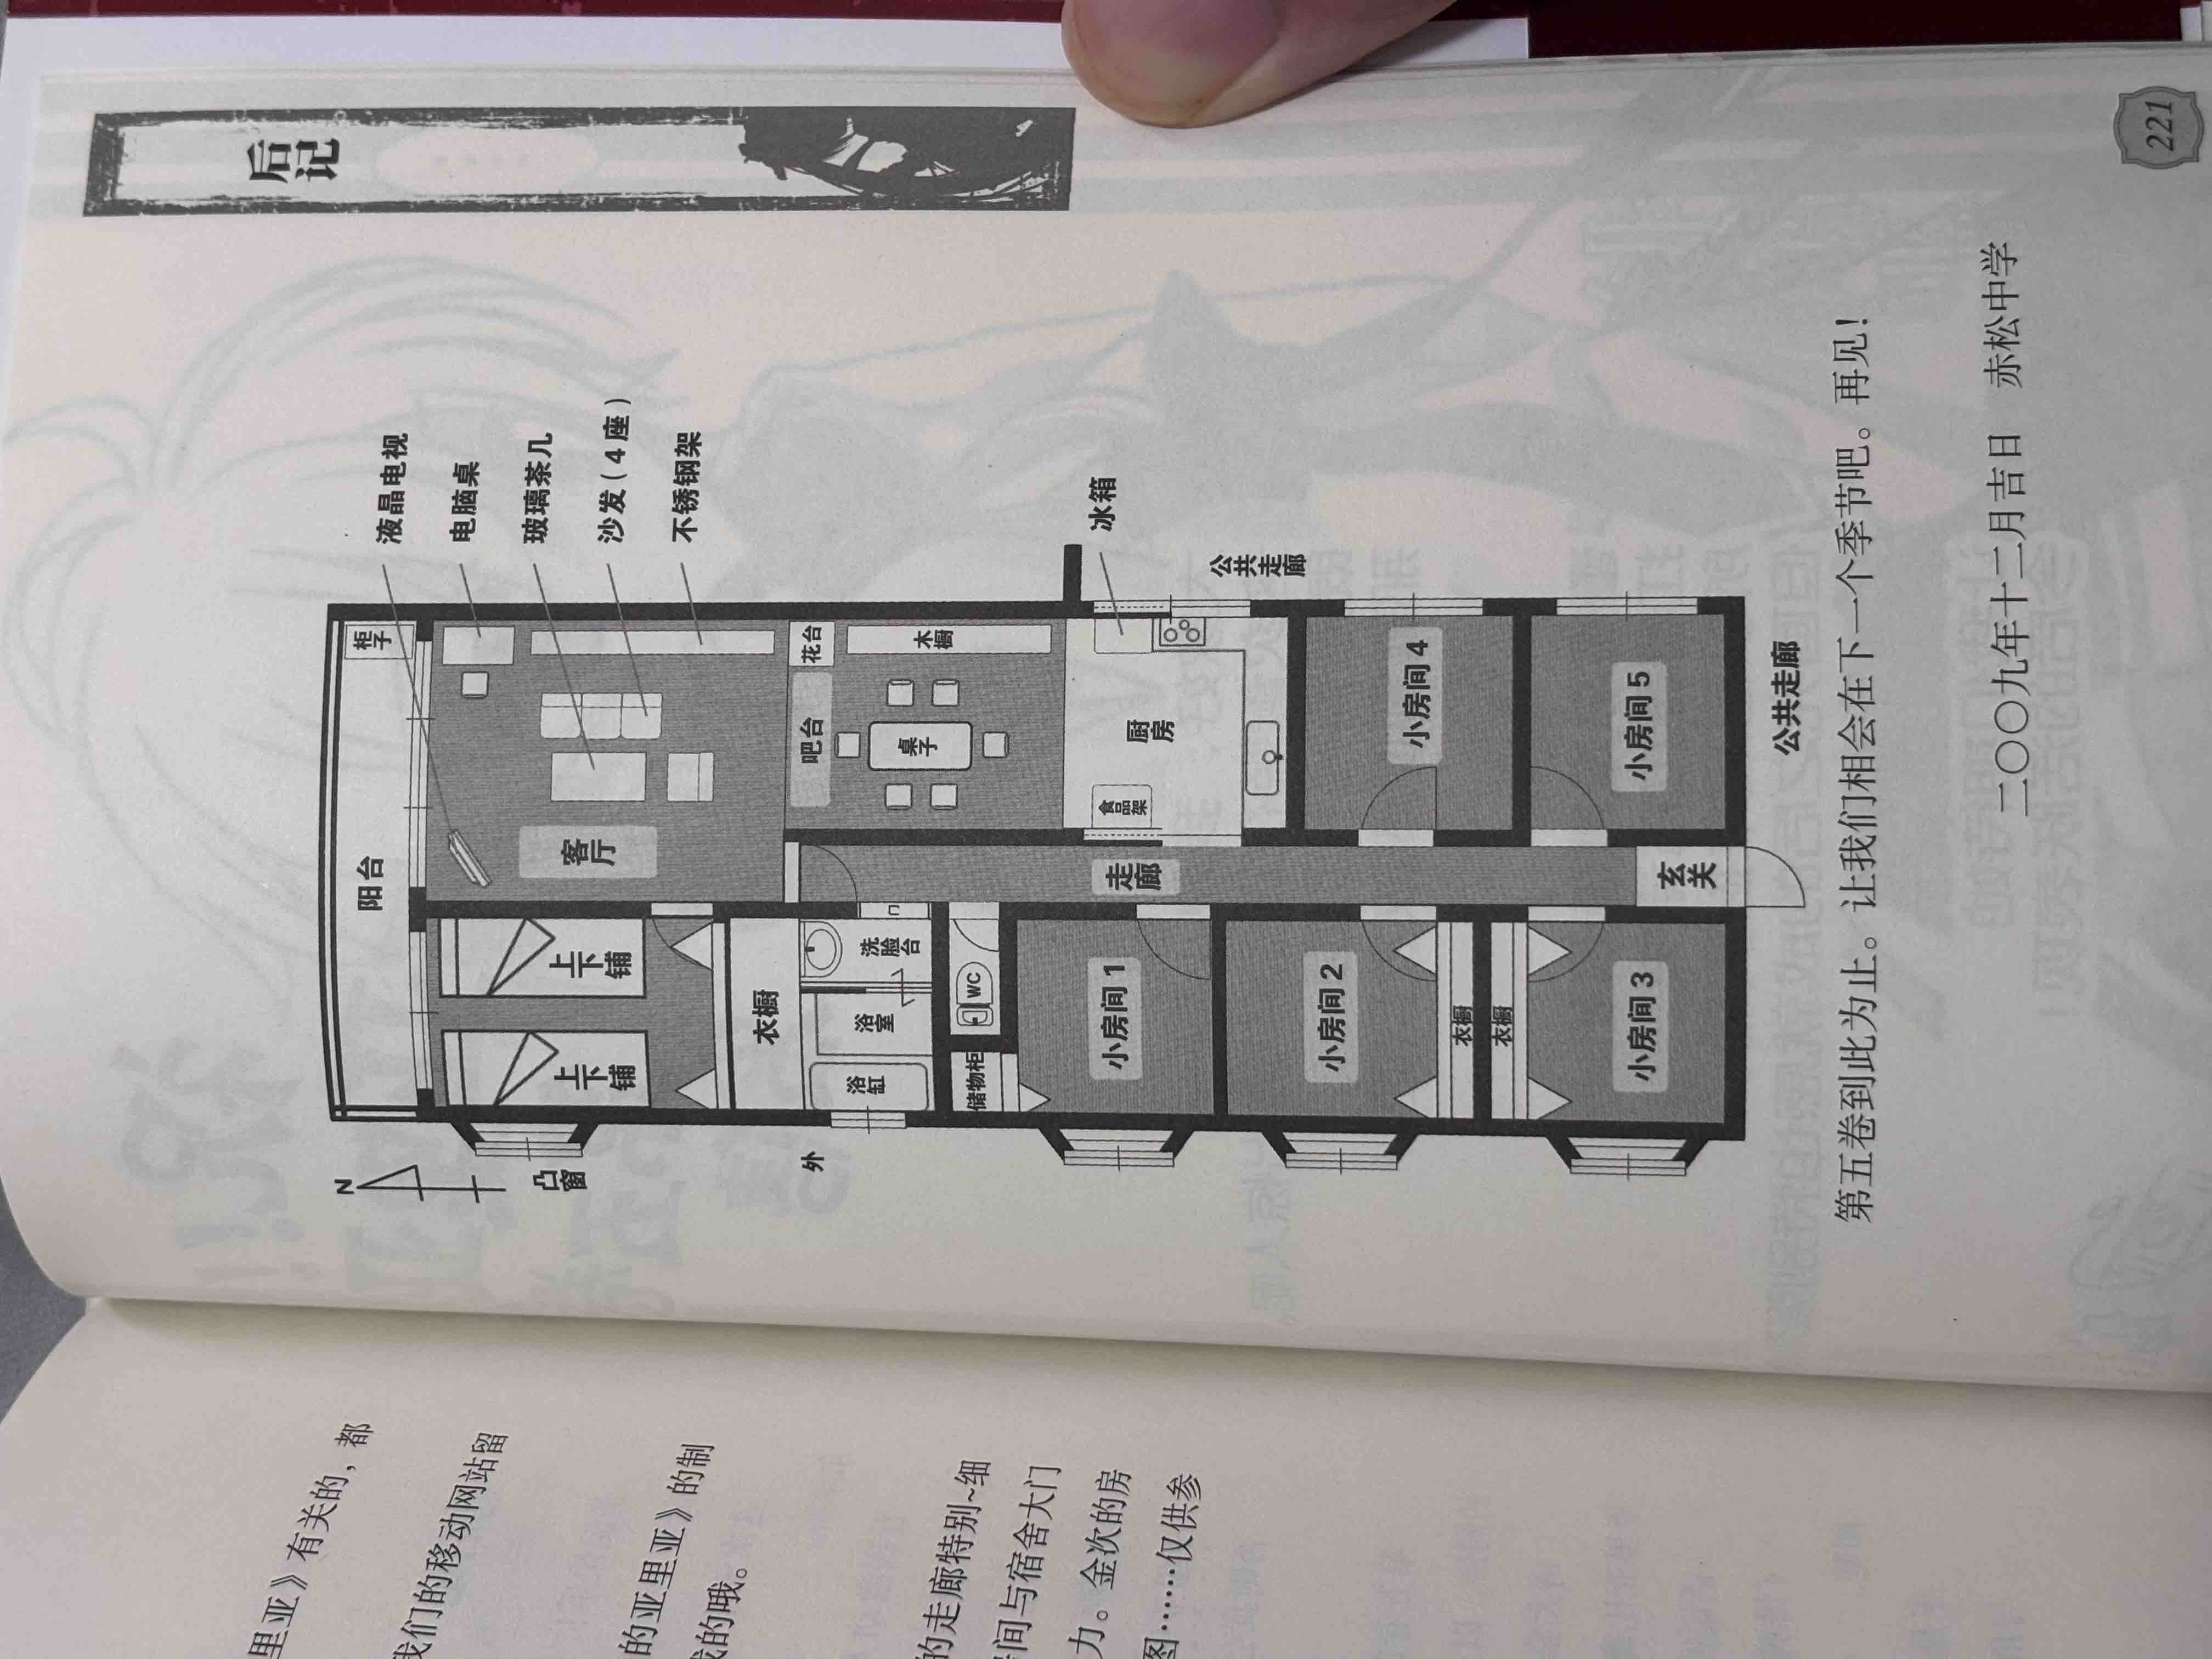 里亚》有关的，都
我们的移动网站留
的亚里亚》的制
我的哦。
的走廊特别~细
房间与宿舍大门
力。金次的房
图……仅供参
后记
N
阳台
柜子
液晶电视
电脑桌
玻璃茶几
沙发（4座）
不锈钢架
凸窗
上下铺
上下铺
客厅
衣橱
外
吧台
花台
浴缸
浴室
洗脸台
桌子
木橱
储物柜
WC
小房间1
走廊
食品架
厨房
冰箱
公共走廊
小房间2
小房间4
衣橱
衣橱
小房间3
小房间5
玄关
公共走廊
第五卷到此为止。让我们相会在下一个季节吧。再见！
二〇〇九年十二月吉日　赤松中学
221